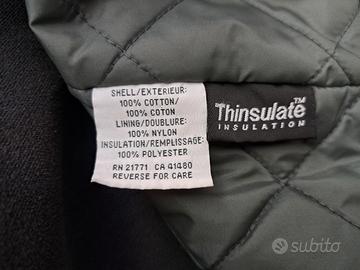 SHELL/EXTERIEUR:
100% COTTON/
100% COTON
LINING/DOUBLURE:
100% NYLON
INSULATION/REMPLISSAGE:
100% POLYESTER
RN 21771 CA 41480
REVERSE FOR CARE
Thinsulate™
INSULATION
subito